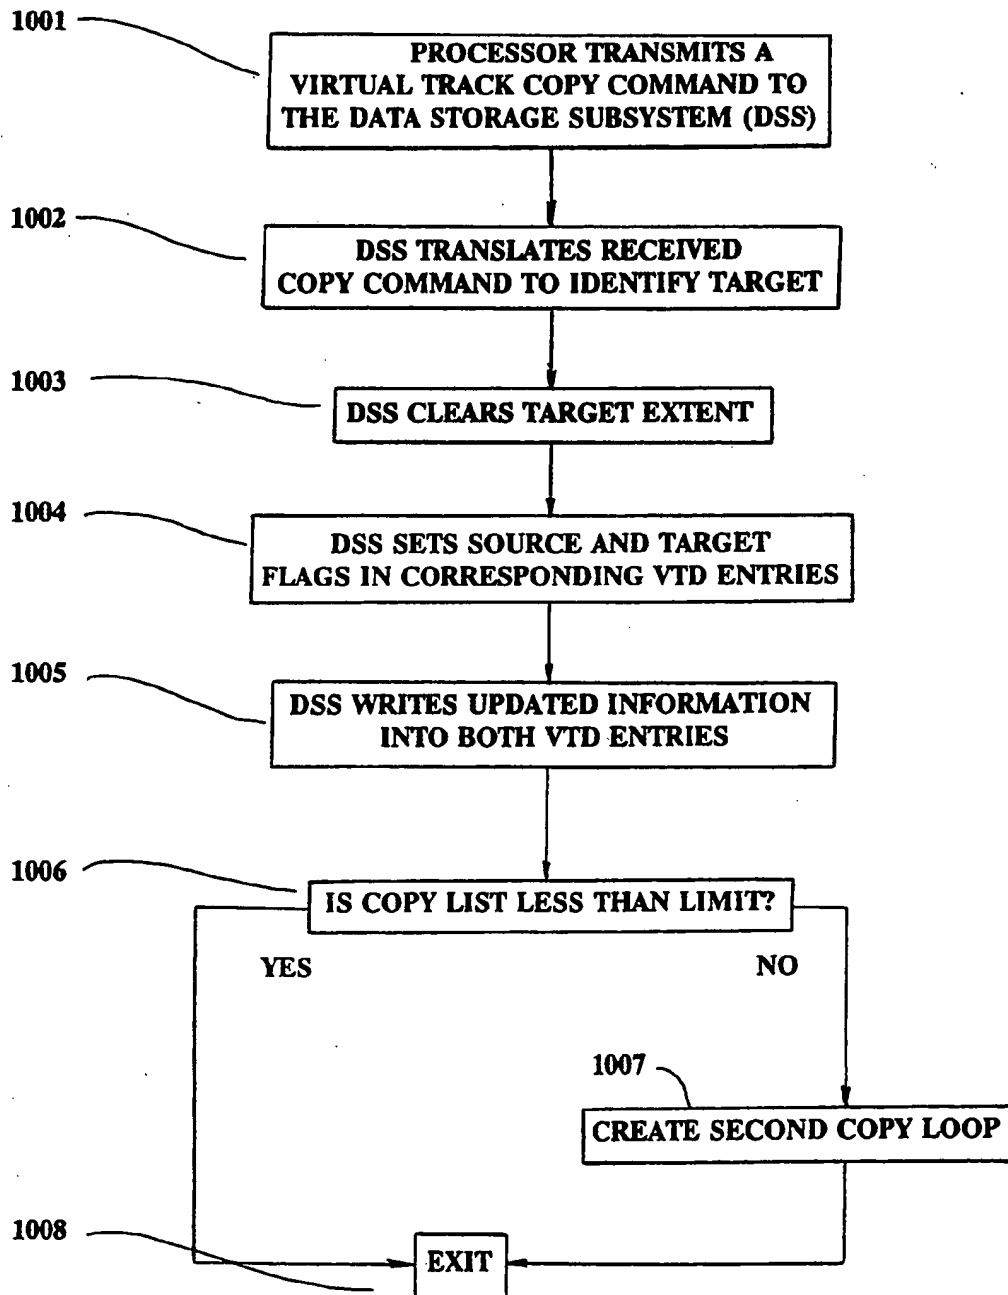 1001
PROCESSOR TRANSMITS A
VIRTUAL TRACK COPY COMMAND TO
THE DATA STORAGE SUBSYSTEM (DSS)
1002
DSS TRANSLATES RECEIVED
COPY COMMAND TO IDENTIFY TARGET
1003
DSS CLEARS TARGET EXTENT
1004
DSS SETS SOURCE AND TARGET
FLAGS IN CORRESPONDING VTD ENTRIES
1005
DSS WRITES UPDATED INFORMATION
INTO BOTH VTD ENTRIES
1006
IS COPY LIST LESS THAN LIMIT?
YES
NO
1007
CREATE SECOND COPY LOOP
1008
EXIT